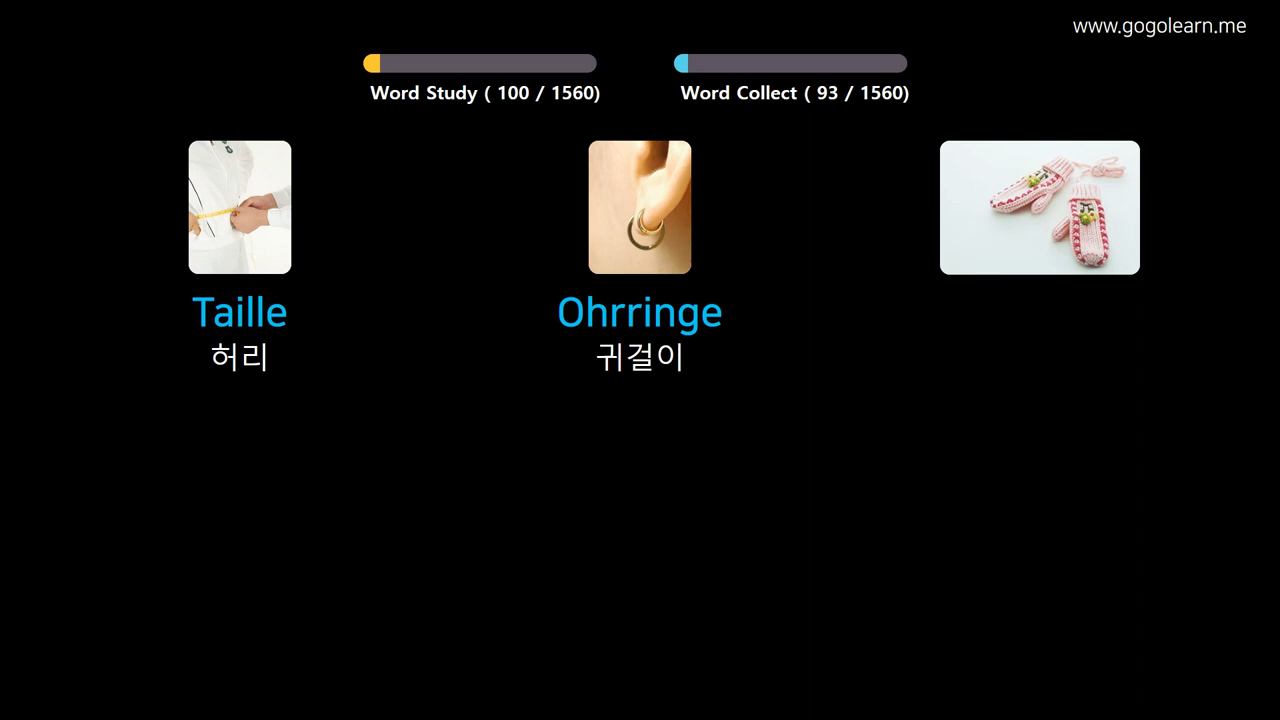 www.gogolearn.me
Word Study ( 100 / 1560)
Word Collect ( 93 / 1560)
Taille
허리
Ohrringe
귀걸이